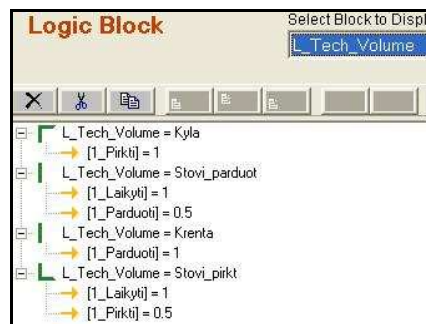 Logic Block
Select Block to Displ
L_Tech_Volume
L_Tech_Volume = Kyla
[1_Pirkti] = 1
L_Tech_Volume = Stovi_parduot
[1_Laikyti] = 1
[1_Parduoti] = 0.5
L_Tech_Volume = Krenta
[1_Parduoti] = 1
L_Tech_Volume = Stovi_pirkt
[1_Laikyti] = 1
[1_Pirkti] = 0.5